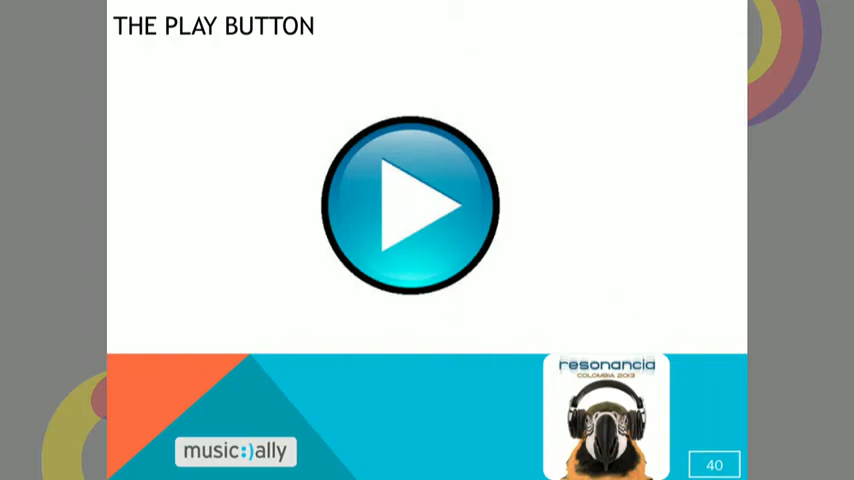 THE PLAY BUTTON
resonancia
COLOMBIA 2013
music:)ally
40